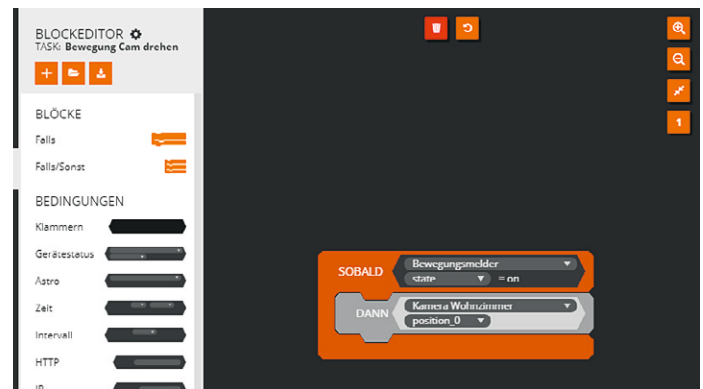 BLOCKEDITOR
TASK: Bewegung Cam drehen
BLÖCKE
Falls
Falls/Sonst
BEDINGUNGEN
Klammern
Gerätestatus
Astro
Zeit
Intervall
HTTP
1
SOBALD
Bewegungsmelder
state
= on
DANN
Kamera Wohnzimmer
position_0